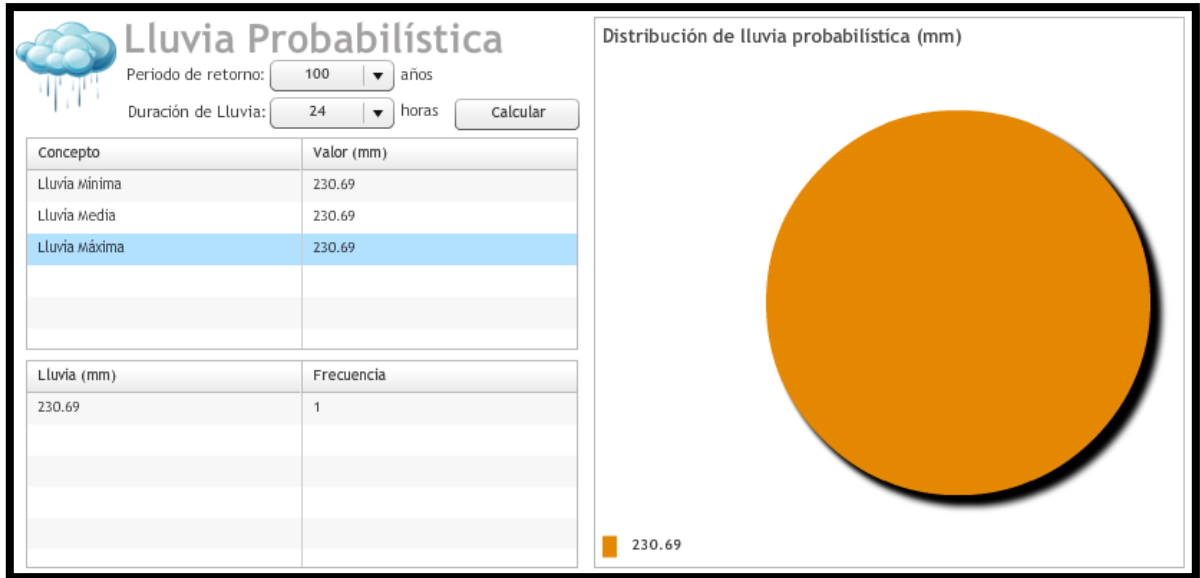 Lluvia Probabilística
Periodo de retorno: 100 años
Duración de Lluvia: 24 horas Calcular
Concepto Valor (mm)
Lluvia Mínima 230.69
Lluvia Media 230.69
Lluvia Máxima 230.69
Lluvia (mm) Frecuencia
230.69 1
Distribución de lluvia probabilística (mm)
230.69